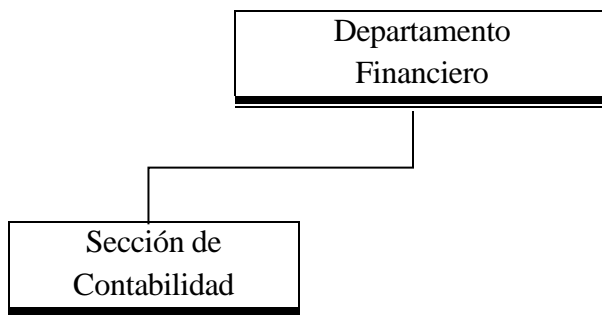 Departamento
Financiero
Sección de
Contabilidad